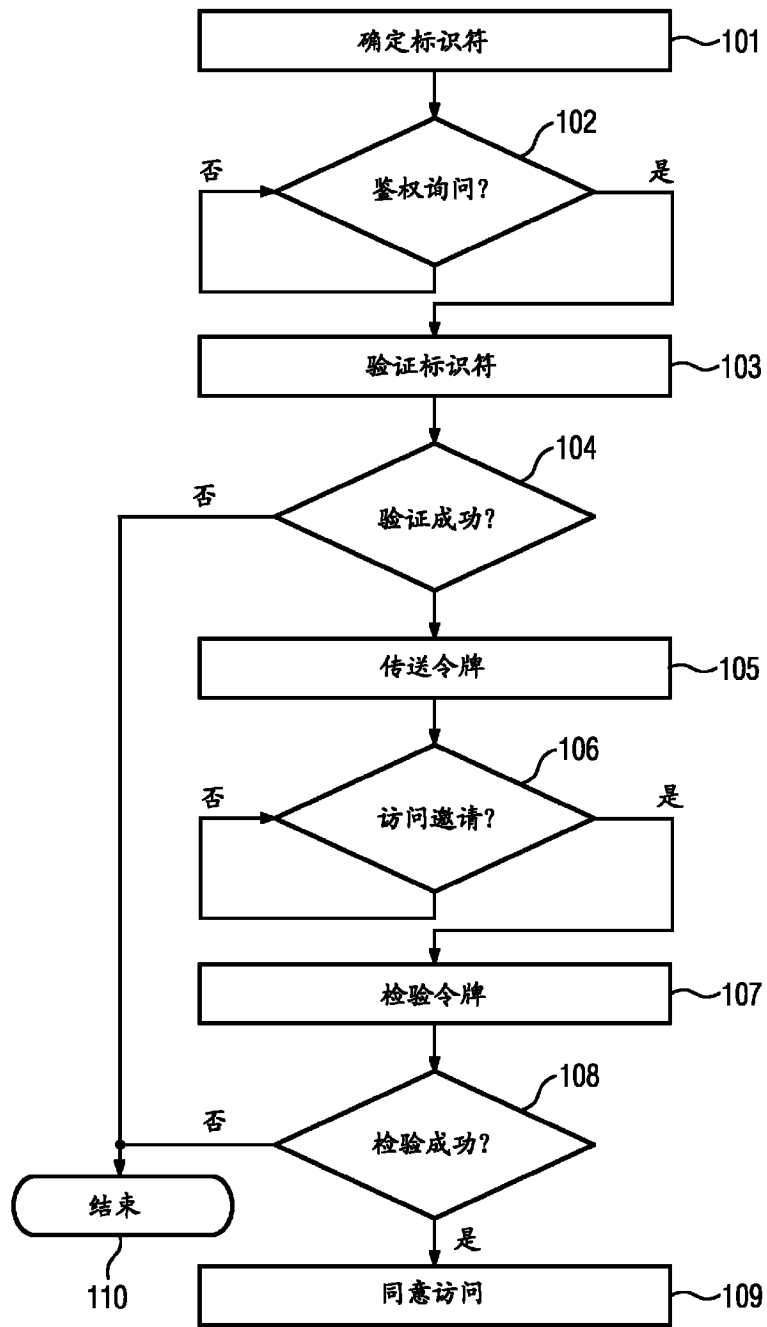 确定标识符
101
102
否
鉴权询问?
是
验证标识符
103
104
否
验证成功?
传送令牌
105
106
否
访问邀请?
是
检验令牌
107
108
否
检验成功?
结束
110
是
同意访问
109